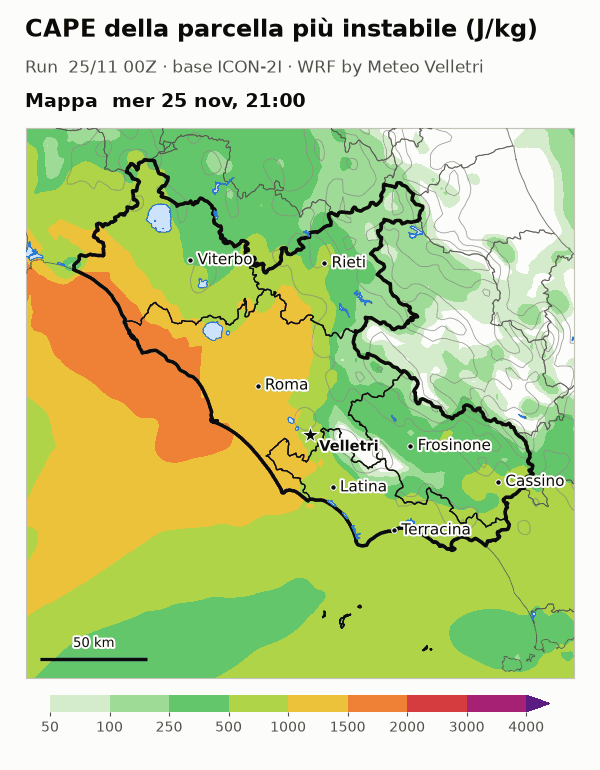 CAPE della parcella più instabile (J/kg)
Run  25/11 00Z · base ICON-2I · WRF by Meteo Velletri
Mappa  mer 25 nov, 21:00
Viterbo
Rieti
Roma
Velletri
Frosinone
Cassino
Latina
Terracina
50 km
50 100 250 500 1000 1500 2000 3000 4000